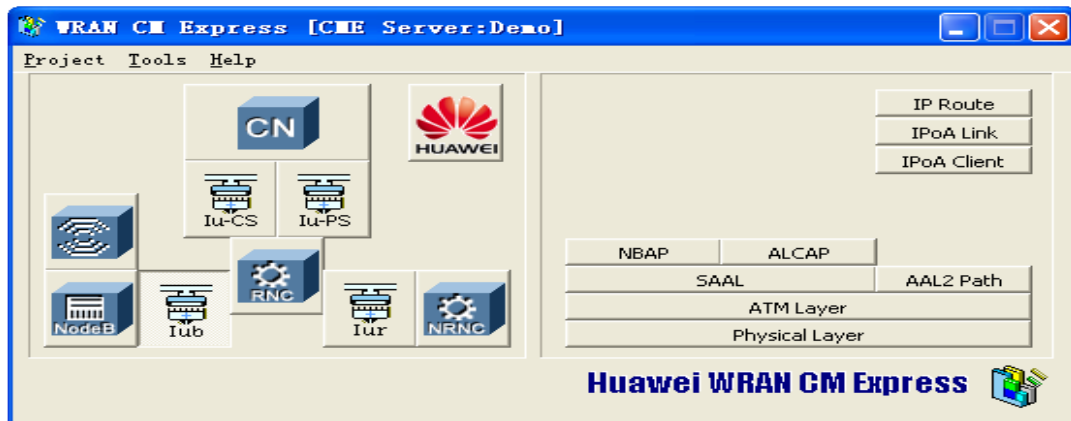 WRAN CM Express [CME Server:Demo]
Project Tools Help
CN
HUAWEI
Iu-CS Iu-PS
RNC
NodeB Iub Iur NRNC
IP Route
IPoA Link
IPoA Client
NBAP ALCAP
SAAL AAL2 Path
ATM Layer
Physical Layer
Huawei WRAN CM Express